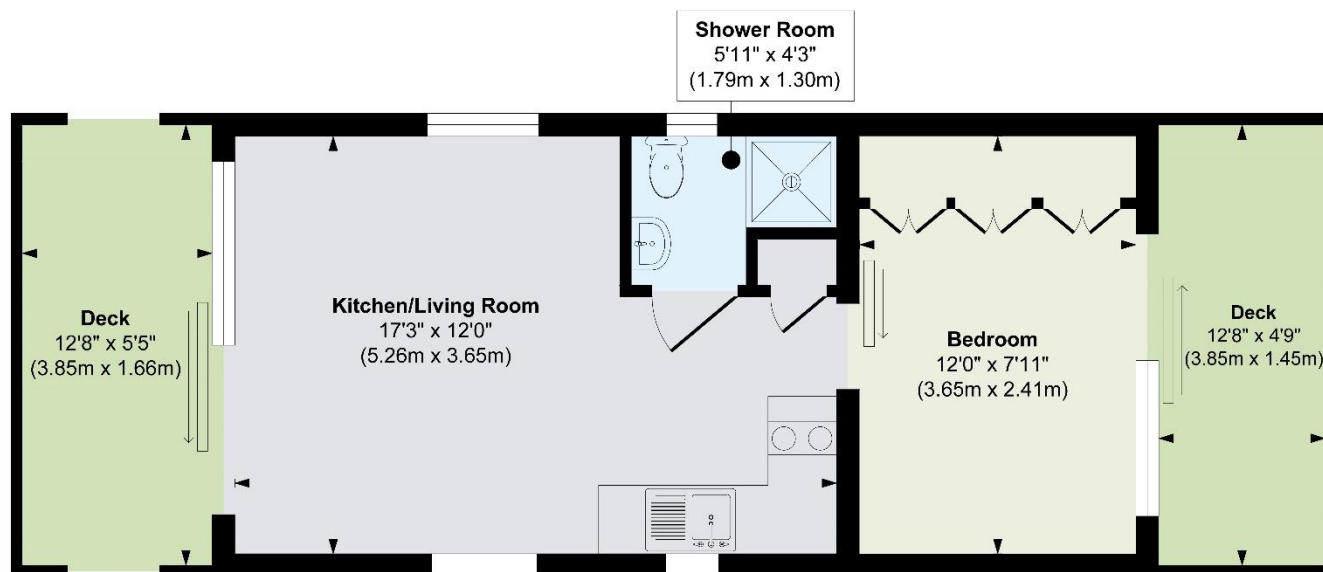 Shower Room
5'11" x 4'3"
(1.79m x 1.30m)
Deck
12'8" x 5'5"
(3.85m x 1.66m)
Kitchen/Living Room
17'3" x 12'0"
(5.26m x 3.65m)
Bedroom
12'0" x 7'11"
(3.65m x 2.41m)
Deck
12'8" x 4'9"
(3.85m x 1.45m)